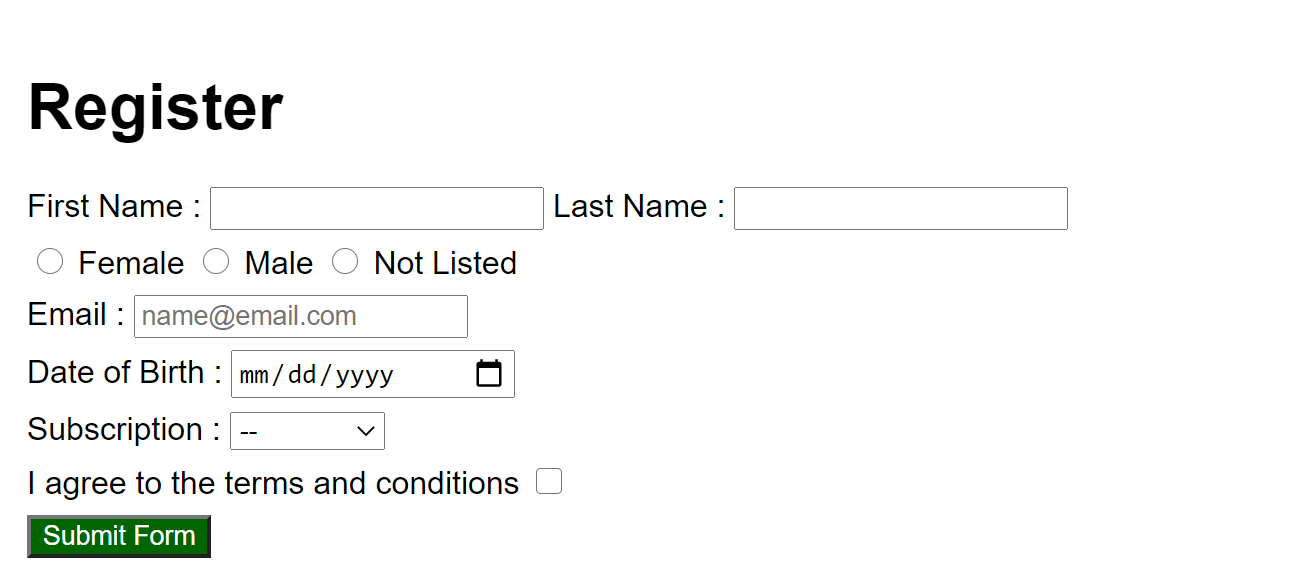 Register
First Name : Last Name :
Female Male Not Listed
Email : name@email.com
Date of Birth : mm/dd/yyyy
Subscription : --
I agree to the terms and conditions
Submit Form